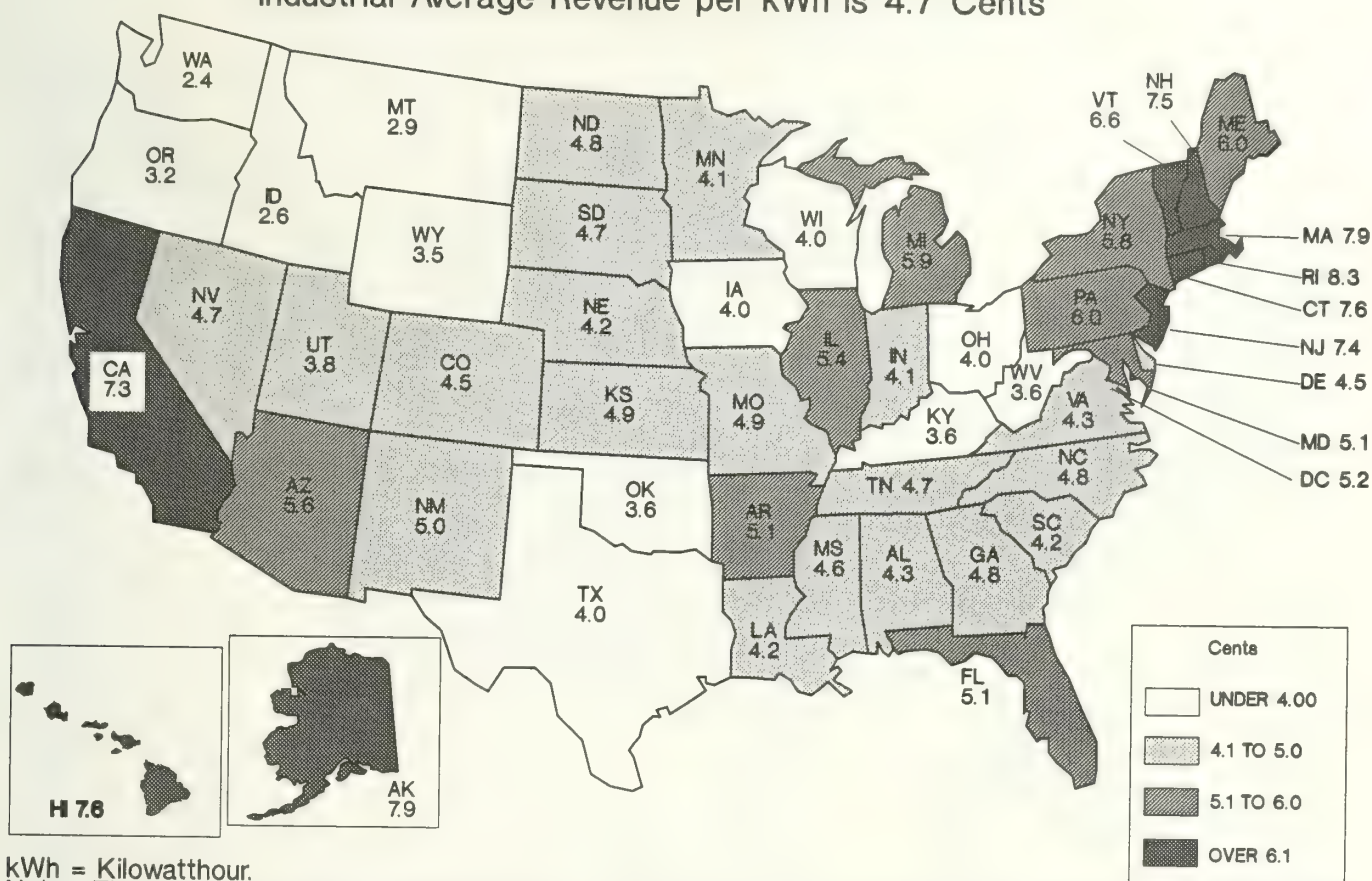 Industrial Average Revenue per kWh is 4.7 Cents
WA
2.4
MT
2.9
ND
4.8
MN
4.1
NH
7.5
VT
6.6
ME
6.0
OR
3.2
ID
2.6
WY
3.5
SD
4.7
WI
4.0
MI
5.9
NY
5.8
MA 7.9
RI 8.3
CT 7.6
NJ 7.4
DE 4.5
MD 5.1
DC 5.2
NV
4.7
UT
3.8
CO
4.5
NE
4.2
IA
4.0
IL
5.4
IN
4.1
OH
4.0
PA
6.0
CA
7.3
KS
4.9
MO
4.9
KY
3.6
WV
3.6
VA
4.3
AZ
5.6
NM
5.0
OK
3.6
AR
5.1
TN 4.7
NC
4.8
SC
4.2
TX
4.0
LA
4.2
MS
4.6
AL
4.3
GA
4.8
FL
5.1
HI 7.6
AK
7.9
Cents
UNDER 4.00
4.1 TO 5.0
5.1 TO 6.0
OVER 6.1
kWh = Kilowatthour.